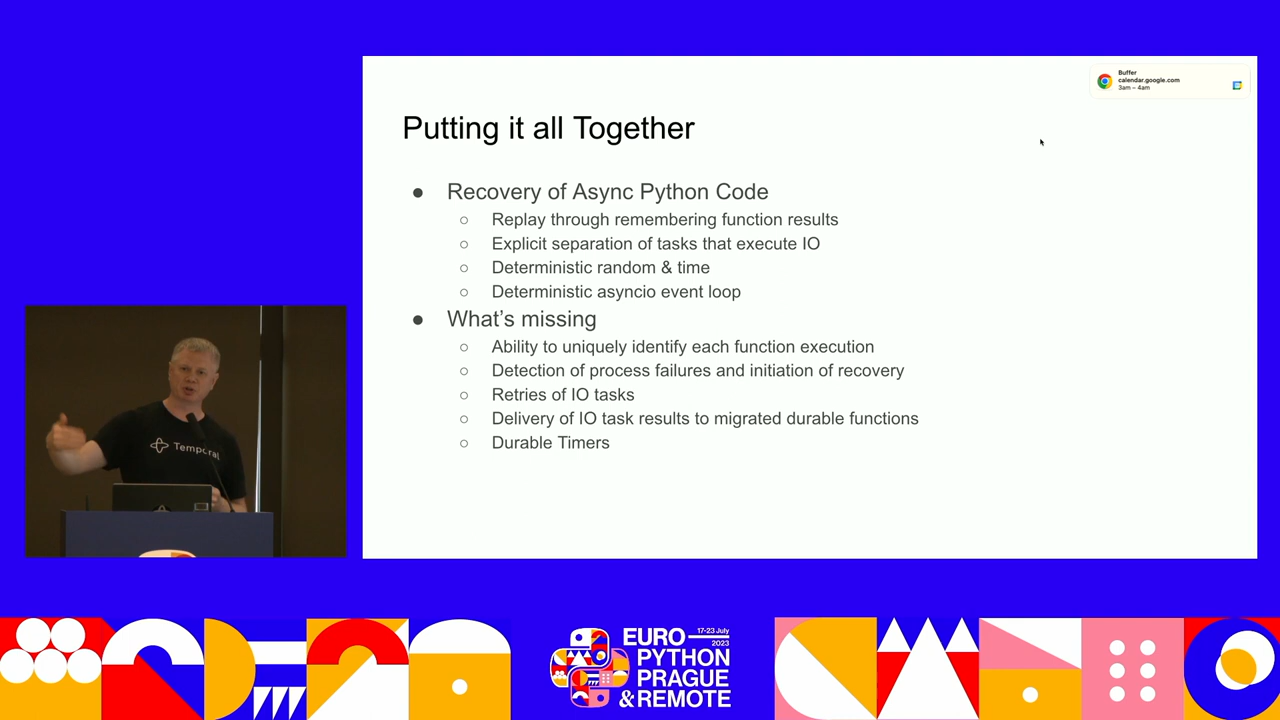 Buffer
calendar.google.com
3am – 4am
Putting it all Together
● Recovery of Async Python Code
○ Replay through remembering function results
○ Explicit separation of tasks that execute IO
○ Deterministic random & time
○ Deterministic asyncio event loop
● What's missing
○ Ability to uniquely identify each function execution
○ Detection of process failures and initiation of recovery
○ Retries of IO tasks
○ Delivery of IO task results to migrated durable functions
○ Durable Timers
Temporal
EURO
17-23 July
2023
PYTHON
PRAGUE
& REMOTE